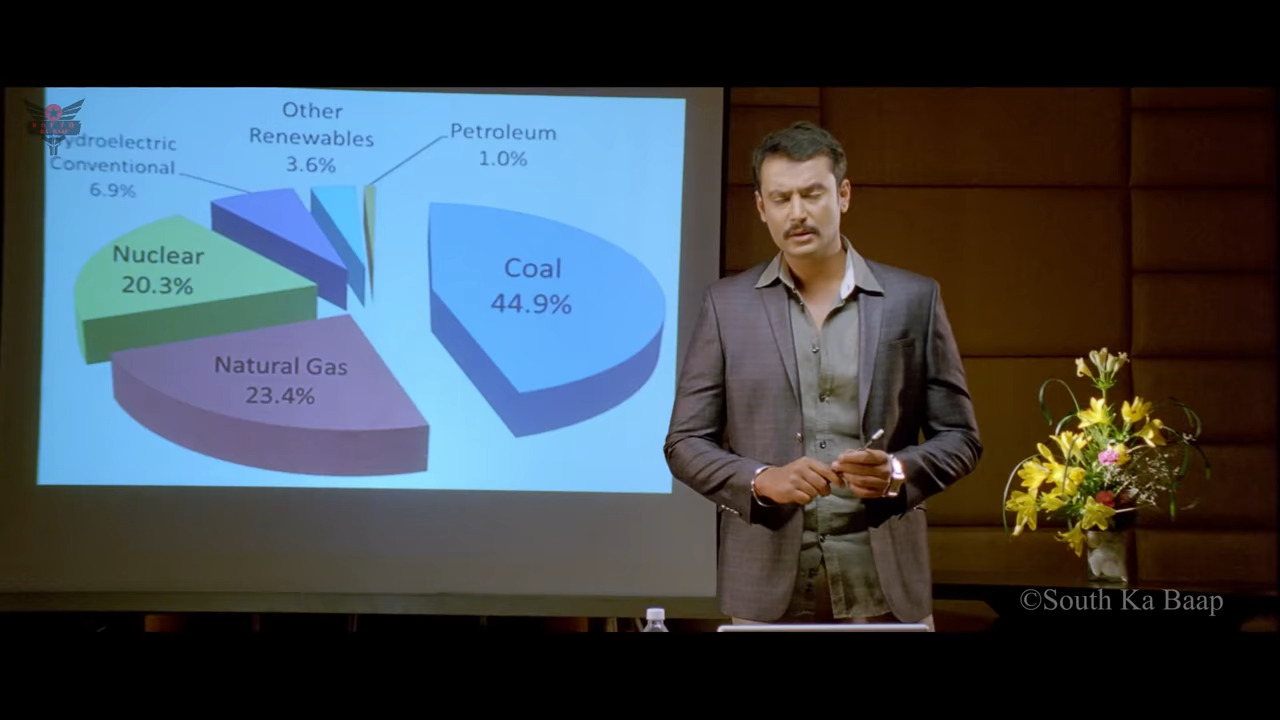 Other
Renewables
3.6%
Petroleum
1.0%
Conventional
6.9%
Nuclear
20.3%
Coal
44.9%
Natural Gas
23.4%
©South Ka Baap